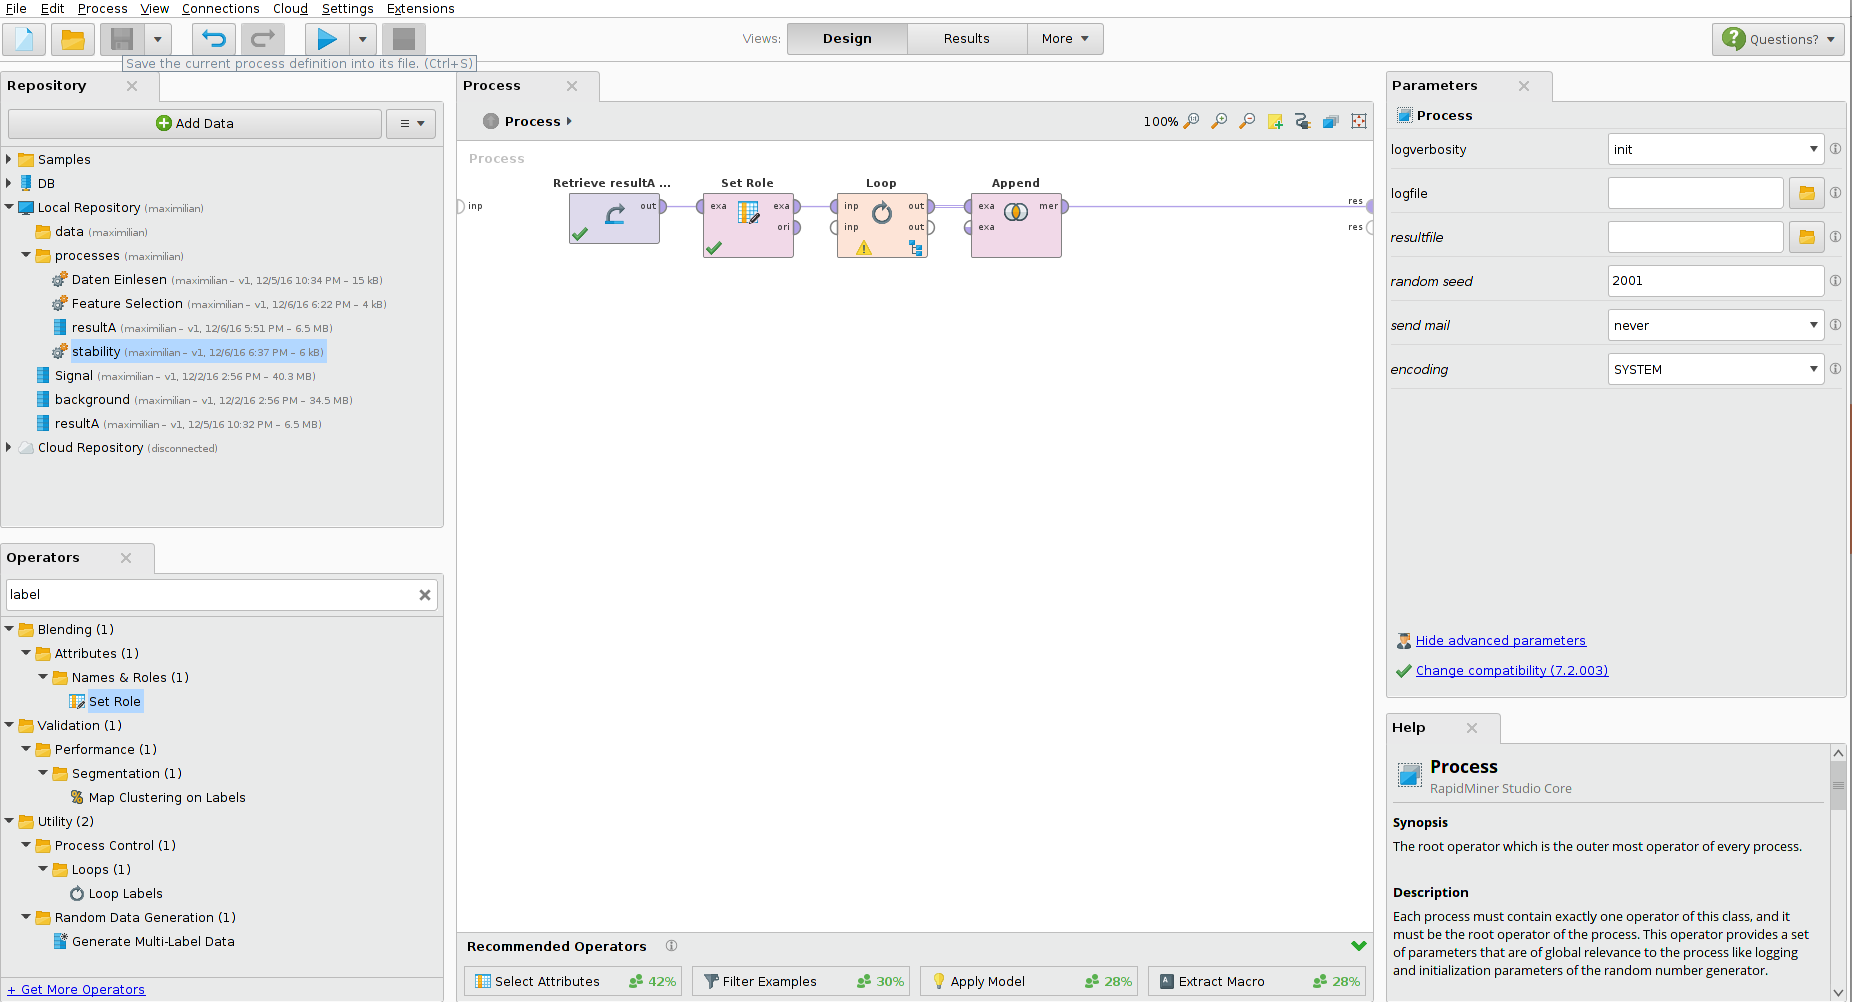 File Edit Process View Connections Cloud Settings Extensions
Views: Design Results More
Questions?
Save the current process definition into its file. (Ctrl+S)
Repository
Add Data
Samples
DB
Local Repository (maximilian)
data (maximilian)
processes (maximilian)
Daten Einlesen (maximilian – v1, 12/5/16 10:34 PM – 15 kB)
Feature Selection (maximilian – v1, 12/6/16 6:22 PM – 4 kB)
resultA (maximilian – v1, 12/6/16 5:51 PM – 6.5 MB)
stability (maximilian – v1, 12/6/16 6:37 PM – 6 kB)
Signal (maximilian – v1, 12/2/16 2:56 PM – 40.3 MB)
background (maximilian – v1, 12/2/16 2:56 PM – 34.5 MB)
resultA (maximilian – v1, 12/5/16 10:32 PM – 6.5 MB)
Cloud Repository (disconnected)
Operators
label
Blending (1)
Attributes (1)
Names & Roles (1)
Set Role
Validation (1)
Performance (1)
Segmentation (1)
Map Clustering on Labels
Utility (2)
Process Control (1)
Loops (1)
Loop Labels
Random Data Generation (1)
Generate Multi-Label Data
+ Get More Operators
Process
Process
100%
Process
Retrieve resultA ... Set Role Loop Append
inp out exa exa inp out exa mer res
ori inp out exa res
Recommended Operators
Select Attributes 42% Filter Examples 30% Apply Model 28% Extract Macro 28%
Parameters
Process
logverbosity init
logfile
resultfile
random seed 2001
send mail never
encoding SYSTEM
Hide advanced parameters
Change compatibility (7.2.003)
Help
Process
RapidMiner Studio Core
Synopsis
The root operator which is the outer most operator of every process.
Description
Each process must contain exactly one operator of this class, and it
must be the root operator of the process. This operator provides a set
of parameters that are of global relevance to the process like logging
and initialization parameters of the random number generator.